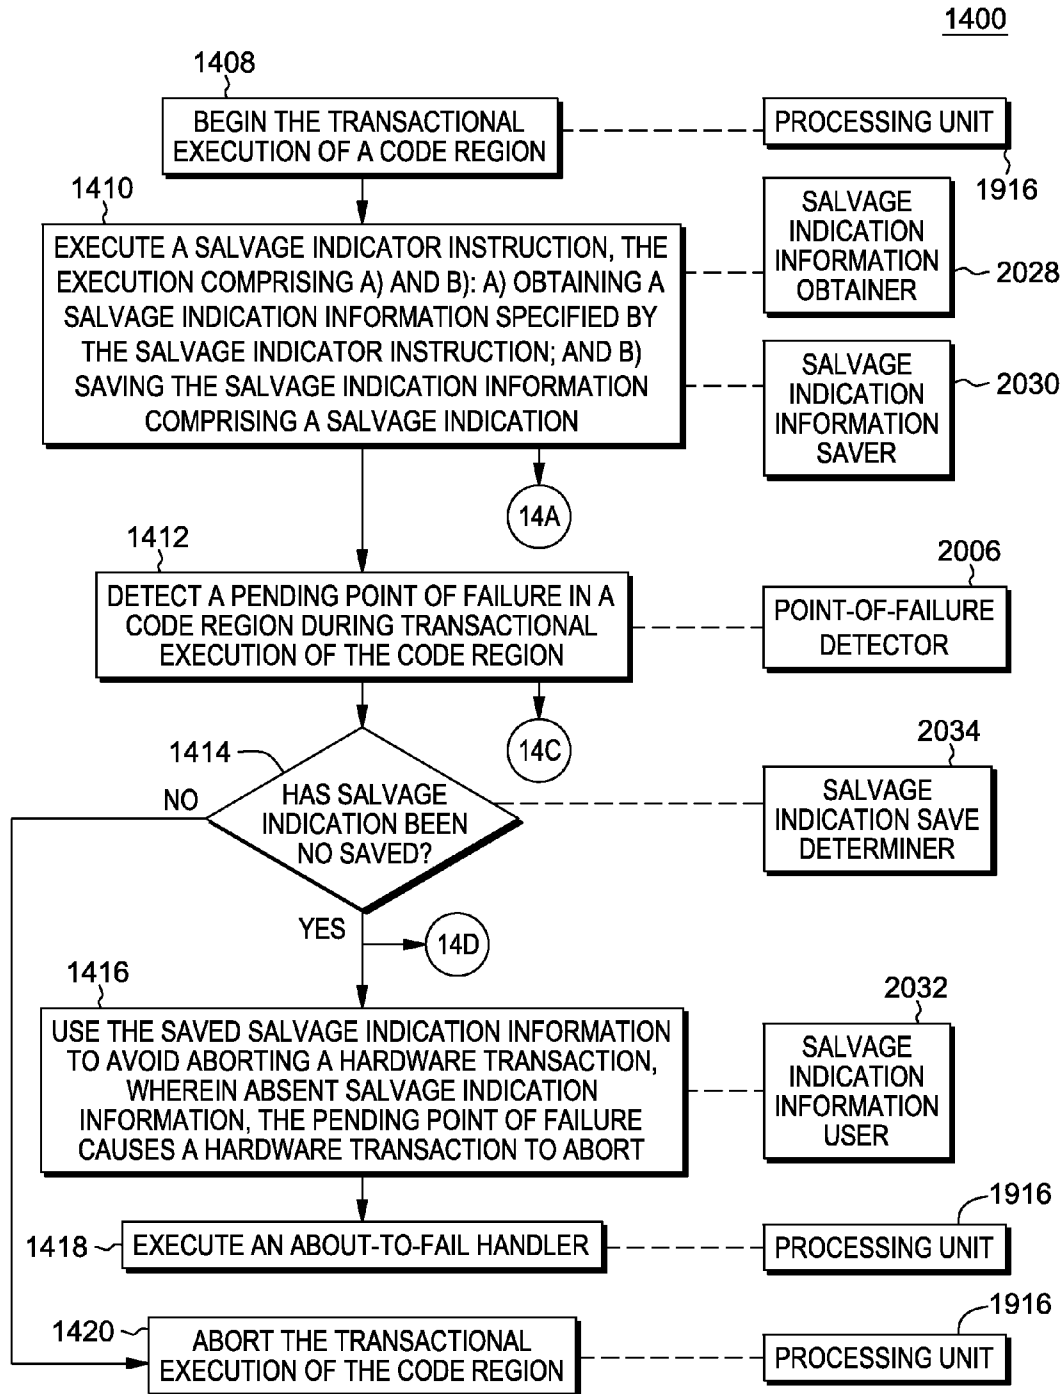 1400
1408
BEGIN THE TRANSACTIONAL
EXECUTION OF A CODE REGION
PROCESSING UNIT
1916
1410
EXECUTE A SALVAGE INDICATOR INSTRUCTION, THE
EXECUTION COMPRISING A) AND B): A) OBTAINING A
SALVAGE INDICATION INFORMATION SPECIFIED BY
THE SALVAGE INDICATOR INSTRUCTION; AND B)
SAVING THE SALVAGE INDICATION INFORMATION
COMPRISING A SALVAGE INDICATION
SALVAGE
INDICATION
INFORMATION
OBTAINER
2028
SALVAGE
INDICATION
INFORMATION
SAVER
2030
14A
1412
DETECT A PENDING POINT OF FAILURE IN A
CODE REGION DURING TRANSACTIONAL
EXECUTION OF THE CODE REGION
2006
POINT-OF-FAILURE
DETECTOR
14C
1414
NO
HAS SALVAGE
INDICATION BEEN
NO SAVED?
2034
SALVAGE
INDICATION SAVE
DETERMINER
YES
14D
1416
USE THE SAVED SALVAGE INDICATION INFORMATION
TO AVOID ABORTING A HARDWARE TRANSACTION,
WHEREIN ABSENT SALVAGE INDICATION
INFORMATION, THE PENDING POINT OF FAILURE
CAUSES A HARDWARE TRANSACTION TO ABORT
2032
SALVAGE
INDICATION
INFORMATION
USER
1418
EXECUTE AN ABOUT-TO-FAIL HANDLER
1916
PROCESSING UNIT
1420
ABORT THE TRANSACTIONAL
EXECUTION OF THE CODE REGION
1916
PROCESSING UNIT